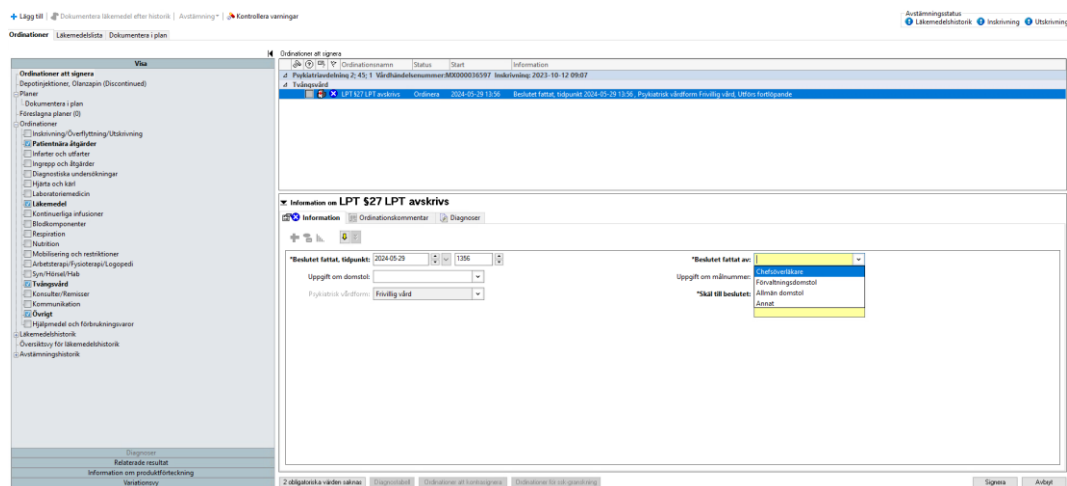 Lägg till | Dokumentera läkemedel efter historik | Avstämning | Kontrollera varningar
Avstämningsstatus
Läkemedelshistorik Inskrivning Utskrivning
Ordinationer Läkemedelslista Dokumentera i plan
Visa
Ordinationer att signera
Depotinjektioner, Olanzapin (Discontinued)
Planer
Dokumentera i plan
Föreslagna planer (0)
Ordinationer
Inskrivning/Överflyttning/Utskrivning
Patientnära åtgärder
Infarter och utfarter
Ingrepp och åtgärder
Diagnostiska undersökningar
Hjärta och kärl
Laboratoriemedicin
Läkemedel
Kontinuerliga infusioner
Blodkomponenter
Respiration
Nutrition
Mobilisering och restriktioner
Arbetsterapi/Fysioterapi/Logopedi
Syn/Hörsel/Hab
Tvångsvård
Konsulter/Remisser
Kommunikation
Övrigt
Hjälpmedel och förbrukningsvaror
Läkemedelshistorik
Översiktsvy för läkemedelshistorik
Avstämningshistorik
Diagnoser
Relaterade resultat
Information om produktförteckning
Variationsvy
Ordinationer att signera
Ordinationsnamn Status Start Information
Psykiatriavdelning 2; 45; 1 Vårdhändelsenummer:MX000036597 Inskrivning: 2023-10-12 09:07
Tvångsvård
LPT §27 LPT avskrivs Ordinera 2024-05-29 13:56 Beslutet fattat, tidpunkt 2024-05-29 13:56 , Psykiatrisk vårdform Frivillig vård, Utförs fortlöpande
Information om LPT §27 LPT avskrivs
Information Ordinationskommentar Diagnoser
*Beslutet fattat, tidpunkt: 2024-05-29 1356
*Beslutet fattat av:
Uppgift om domstol:
Uppgift om målnummer:
Psykiatrisk vårdform: Frivillig vård
*Skäl till beslutet:
Chefsöverläkare
Förvaltningsdomstol
Allmän domstol
Annat
2 obligatoriska värden saknas Diagnostabell Ordinationer att kontrasignera Ordinationer för ssk-granskning Signera Avbryt